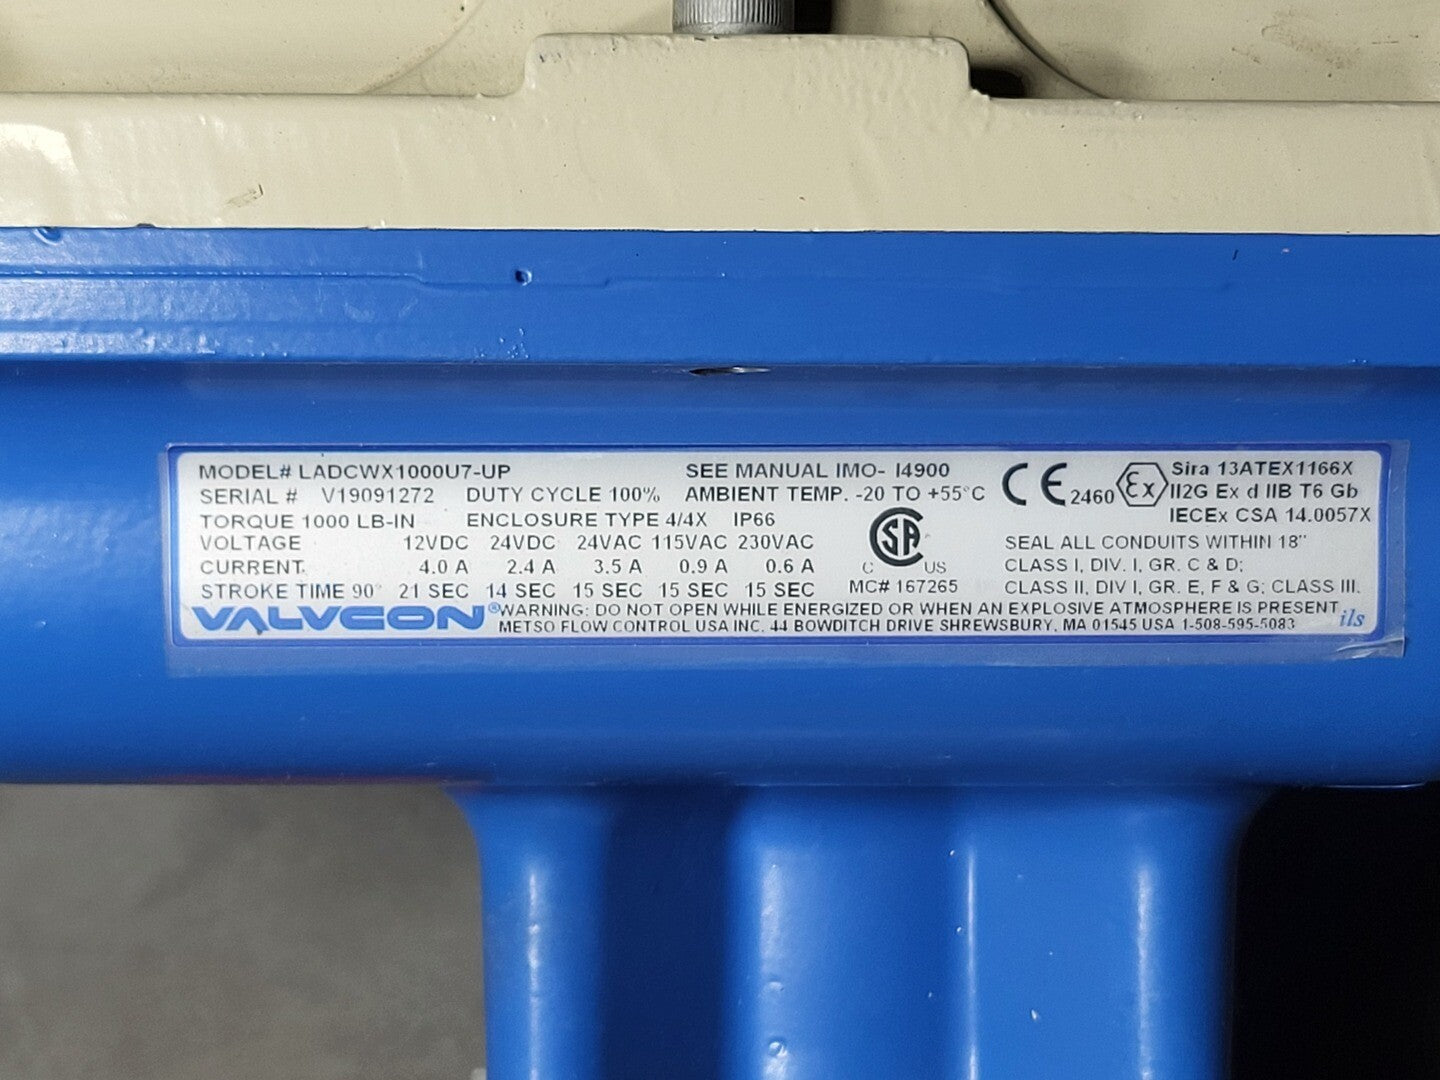 MODEL# LADCWX1000U7-UP SEE MANUAL IMO- I4900
SERIAL # V19091272 DUTY CYCLE 100% AMBIENT TEMP. -20 TO +55°C
TORQUE 1000 LB-IN ENCLOSURE TYPE 4/4X IP66
VOLTAGE 12VDC 24VDC 24VAC 115VAC 230VAC
CURRENT 4.0 A 2.4 A 3.5 A 0.9 A 0.6 A
STROKE TIME 90° 21 SEC 14 SEC 15 SEC 15 SEC 15 SEC
CSA
C US
MC# 167265
CE 2460 Ex
Sira 13ATEX1166X
II2G Ex d IIB T6 Gb
IECEx CSA 14.0057X
SEAL ALL CONDUITS WITHIN 18"
CLASS I, DIV. I, GR. C & D;
CLASS II, DIV I, GR. E, F & G; CLASS III.
VALVCON®
WARNING: DO NOT OPEN WHILE ENERGIZED OR WHEN AN EXPLOSIVE ATMOSPHERE IS PRESENT.
METSO FLOW CONTROL USA INC. 44 BOWDITCH DRIVE SHREWSBURY, MA 01545 USA 1-508-595-5083
ils